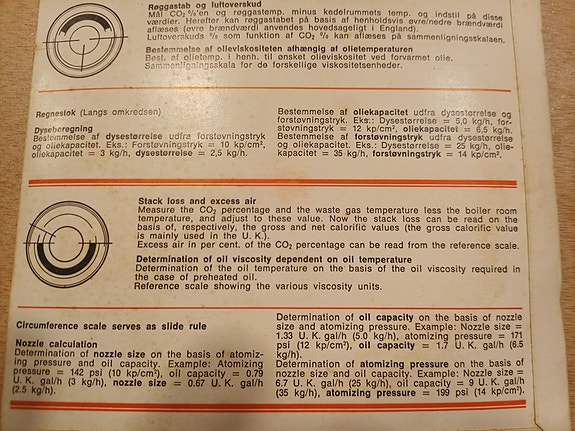 Røggastab og luftoverskud
Mål CO₂ %'en og røggastemp. minus kedelrummets temp. og indstil på disse
værdier. Herefter kan røggastabet på basis af henholdsvis øvre/nedre brændværdi
aflæses (øvre brændværdi anvendes hovedsageligt i England).
Luftoverskuds % som funktion af CO₂ % kan aflæses på sammenligningsskalaen.
Bestemmelse af olieviskositeten afhængig af olietemperaturen
Best. af olietemp. i henh. til ønsket olieviskositet ved forvarmet olie.
Sammenligningsskala for de forskellige viskositetsenheder.
Regnestok (Langs omkredsen)
Dyseberegning
Bestemmelse af dysestørrelse udfra forstøvningstryk
og oliekapacitet. Eks.: Forstøvningstryk = 10 kp/cm²,
oliekapacitet = 3 kg/h, dysestørrelse = 2,5 kg/h.
Bestemmelse af oliekapacitet udfra dysestørrelse og
forstøvningstryk. Eks.: Dysestørrelse = 5,0 kg/h, for-
støvningstryk = 12 kp/cm², oliekapacitet = 6,5 kg/h.
Bestemmelse af forstøvningstryk udfra dysestørrelse
og oliekapacitet. Eks.: Dysestørrelse = 25 kg/h, olie-
kapacitet = 35 kg/h, forstøvningstryk = 14 kp/cm².
Stack loss and excess air
Measure the CO₂ percentage and the waste gas temperature less the boiler room
temperature, and adjust to these value. Now the stack loss can be read on the
basis of, respectively, the gross and net calorific values (the gross calorific value
is mainly used in the U. K.).
Excess air in per cent. of the CO₂ percentage can be read from the reference scale.
Determination of oil viscosity dependent on oil temperature
Determination of the oil temperature on the basis of the oil viscosity required in
the case of preheated oil.
Reference scale showing the various viscosity units.
Circumference scale serves as slide rule
Nozzle calculation
Determination of nozzle size on the basis of atomiz-
ing pressure and oil capacity. Example: Atomizing
pressure = 142 psi (10 kp/cm²), oil capacity = 0.79
U. K. gal/h (3 kg/h), nozzle size = 0.67 U. K. gal/h
(2.5 kg/h).
Determination of oil capacity on the basis of nozzle
size and atomizing pressure. Example: Nozzle size =
1.33 U. K. gal/h (5.0 kg/h), atomizing pressure = 171
psi (12 kp/cm²), oil capacity = 1.7 U. K. gal/h (6.5
kg/h).
Determination of atomizing pressure on the basis of
nozzle size and oil capacity. Example: Nozzle size =
6.7 U. K. gal/h (25 kg/h), oil capacity = 9 U. K. gal/h
(35 kg/h), atomizing pressure = 199 psi (14 kp/cm²).